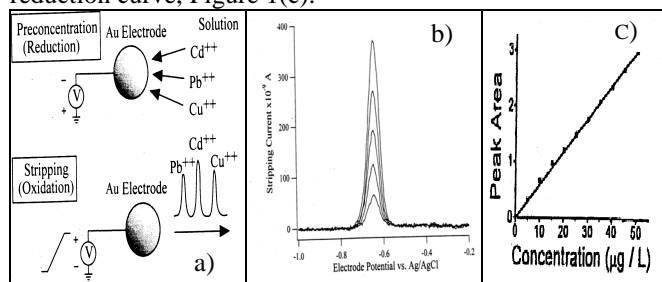 reduction curve, Figure 1(c).
Preconcentration
(Reduction)
Au Electrode
Solution
Cd++
Pb++
Cu++
−
V
+
Stripping
(Oxidation)
Au Electrode
Cd++
Pb++
Cu++
+
V
−
a)
b)
Stripping Current x10-9 A
400
300
200
100
0
-1.0
-0.8
-0.6
-0.4
-0.2
Electrode Potential vs. Ag/AgCl
C)
Peak Area
3
2
1
0
0 10 20 30 40 50
Concentration (µg / L)